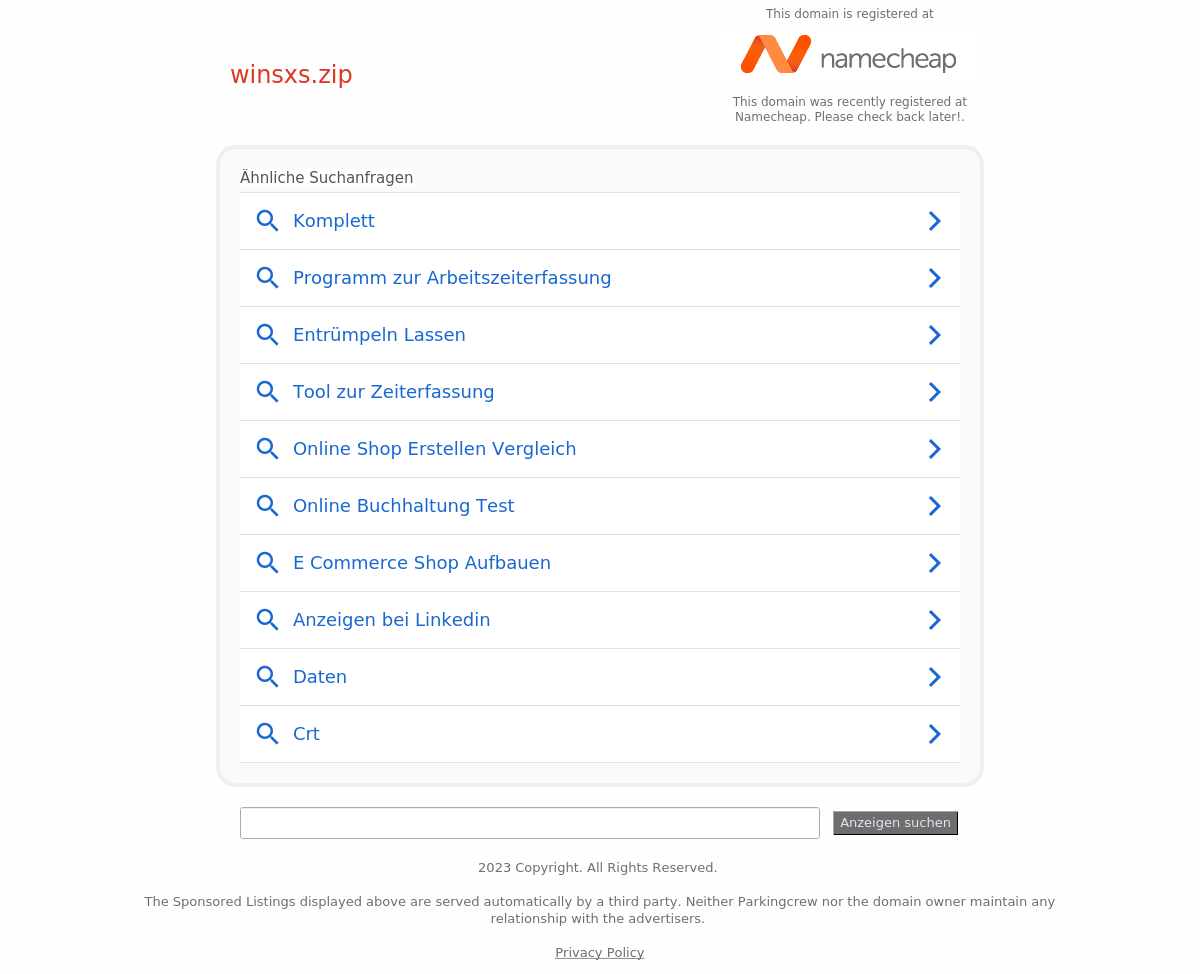 This domain is registered at
namecheap
winsxs.zip
This domain was recently registered at
Namecheap. Please check back later!.
Ähnliche Suchanfragen
Komplett
Programm zur Arbeitszeiterfassung
Entrümpeln Lassen
Tool zur Zeiterfassung
Online Shop Erstellen Vergleich
Online Buchhaltung Test
E Commerce Shop Aufbauen
Anzeigen bei Linkedin
Daten
Crt
Anzeigen suchen
2023 Copyright. All Rights Reserved.
The Sponsored Listings displayed above are served automatically by a third party. Neither Parkingcrew nor the domain owner maintain any
relationship with the advertisers.
Privacy Policy